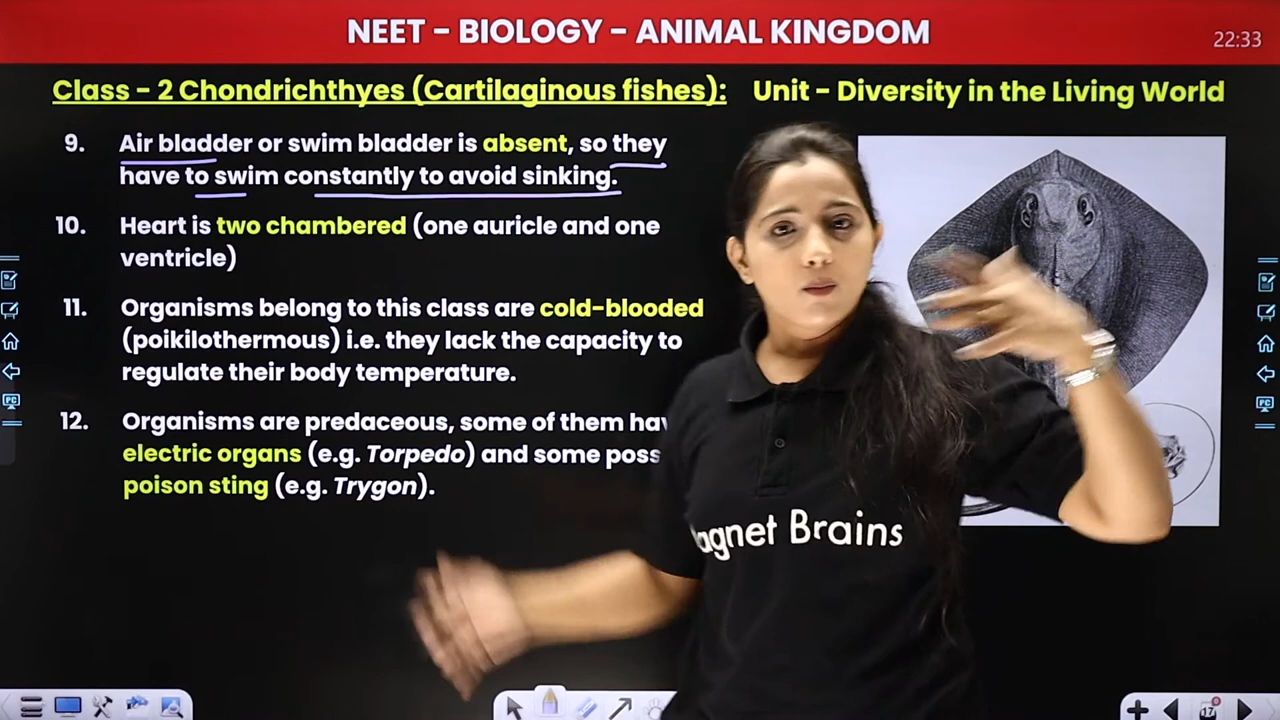 NEET - BIOLOGY - ANIMAL KINGDOM
22:33
Class - 2 Chondrichthyes (Cartilaginous fishes):
Unit - Diversity in the Living World
9. Air bladder or swim bladder is absent, so they
have to swim constantly to avoid sinking.
10. Heart is two chambered (one auricle and one
ventricle)
11. Organisms belong to this class are cold-blooded
(poikilothermous) i.e. they lack the capacity to
regulate their body temperature.
12. Organisms are predaceous, some of them hav
electric organs (e.g. Torpedo) and some poss
poison sting (e.g. Trygon).
agnet Brains
PC
PC
17